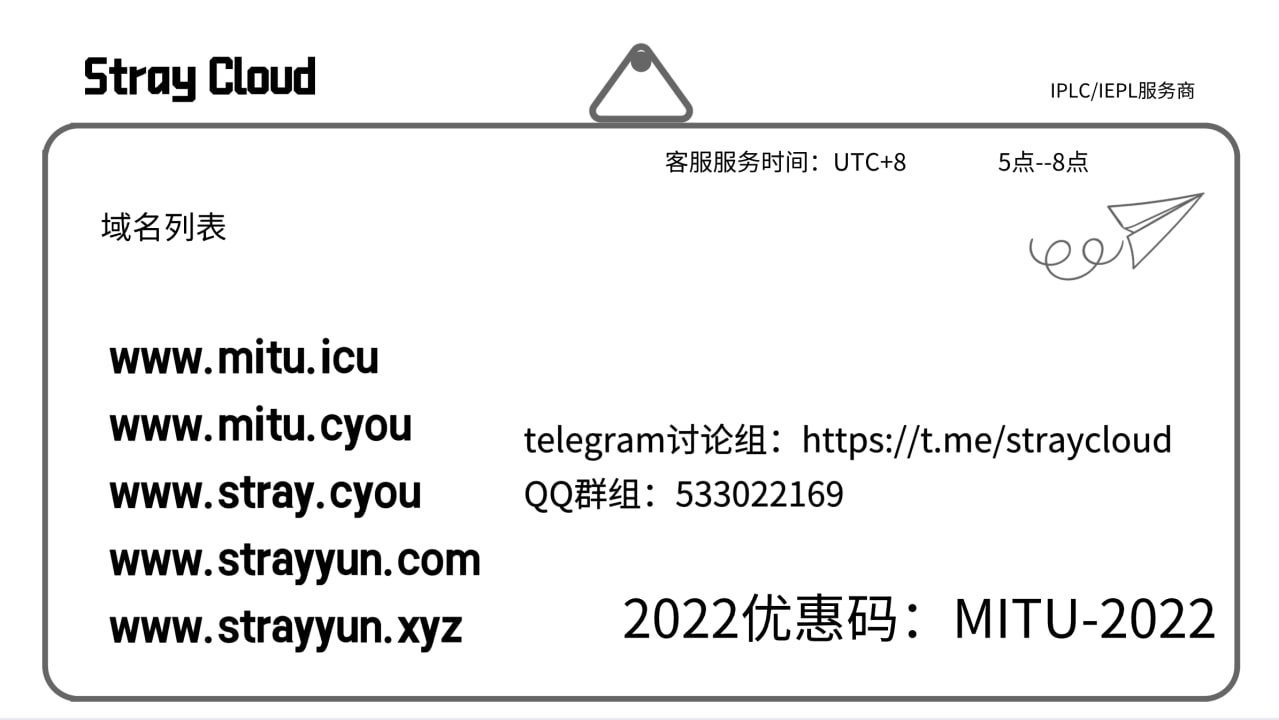 Stray Cloud
IPLC/IEPL服务商
客服服务时间：UTC+8 5点--8点
域名列表
www.mitu.icu
www.mitu.cyou
www.stray.cyou
www.strayyun.com
www.strayyun.xyz
telegram讨论组：https://t.me/straycloud
QQ群组：533022169
2022优惠码：MITU-2022